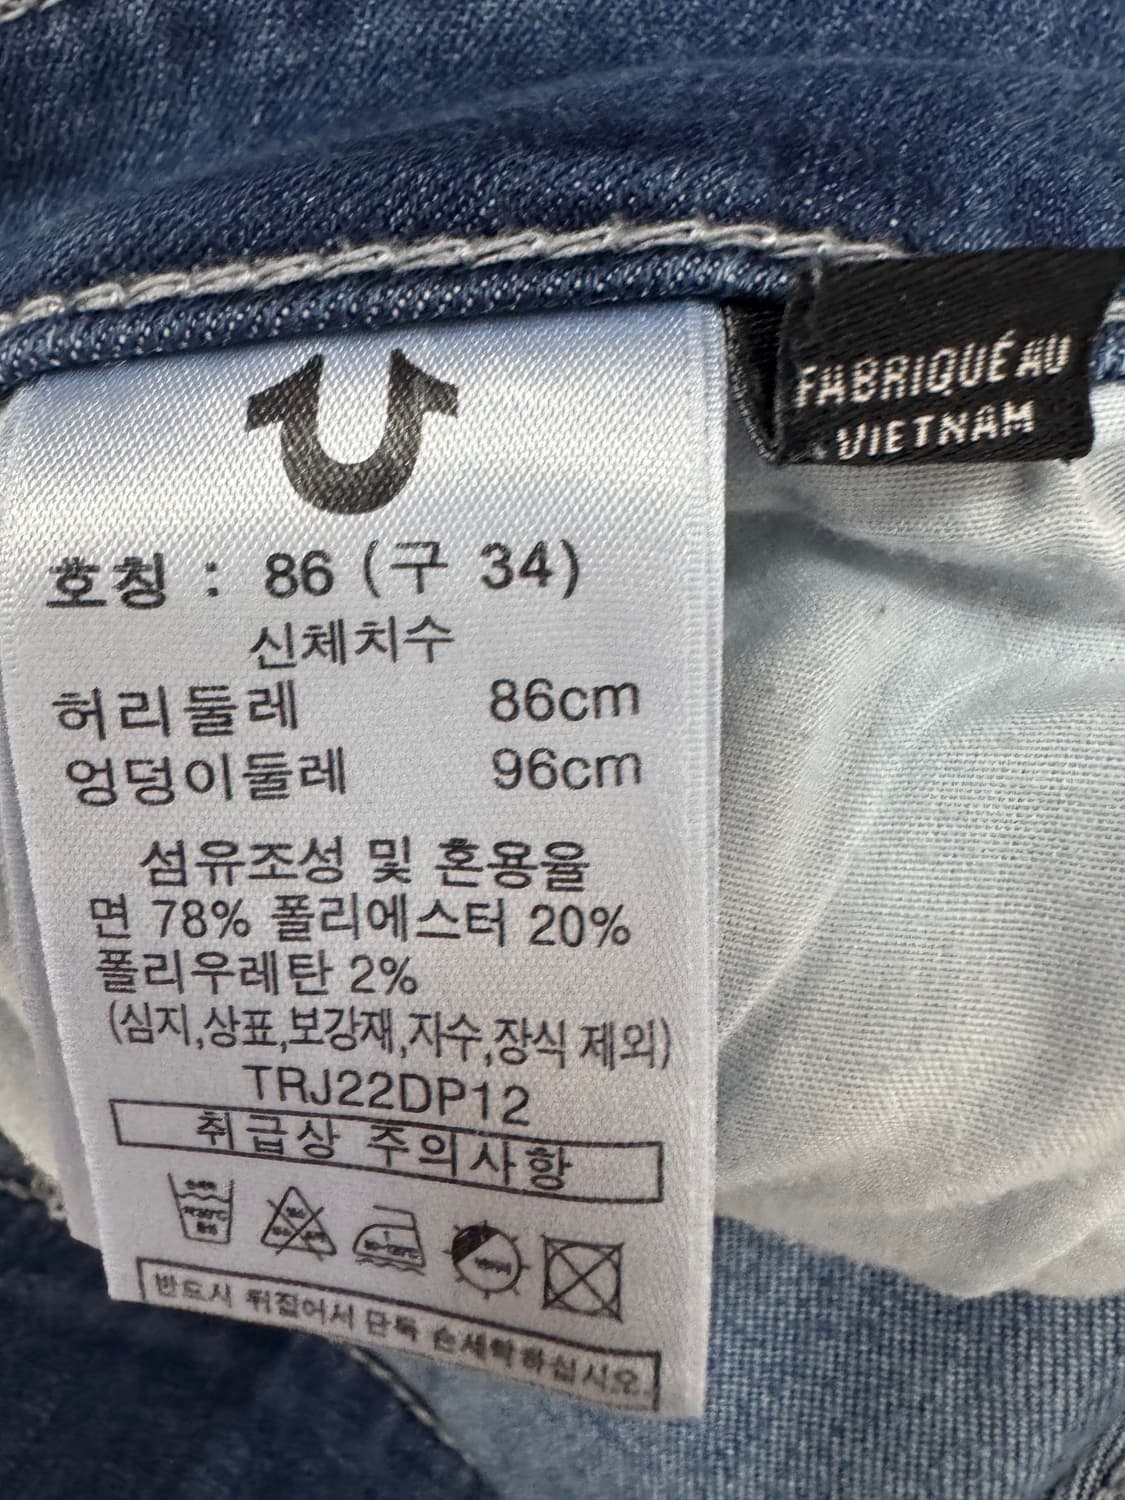 FABRIQUÉ AU
VIETNAM
호칭 : 86 (구 34)
신체치수
허리둘레 86cm
엉덩이둘레 96cm
섬유조성 및 혼용율
면 78% 폴리에스터 20%
폴리우레탄 2%
(심지,상표,보강재,자수,장식 제외)
TRJ22DP12
취급상 주의사항
반드시 뒤집어서 단독 손세탁하십시오.